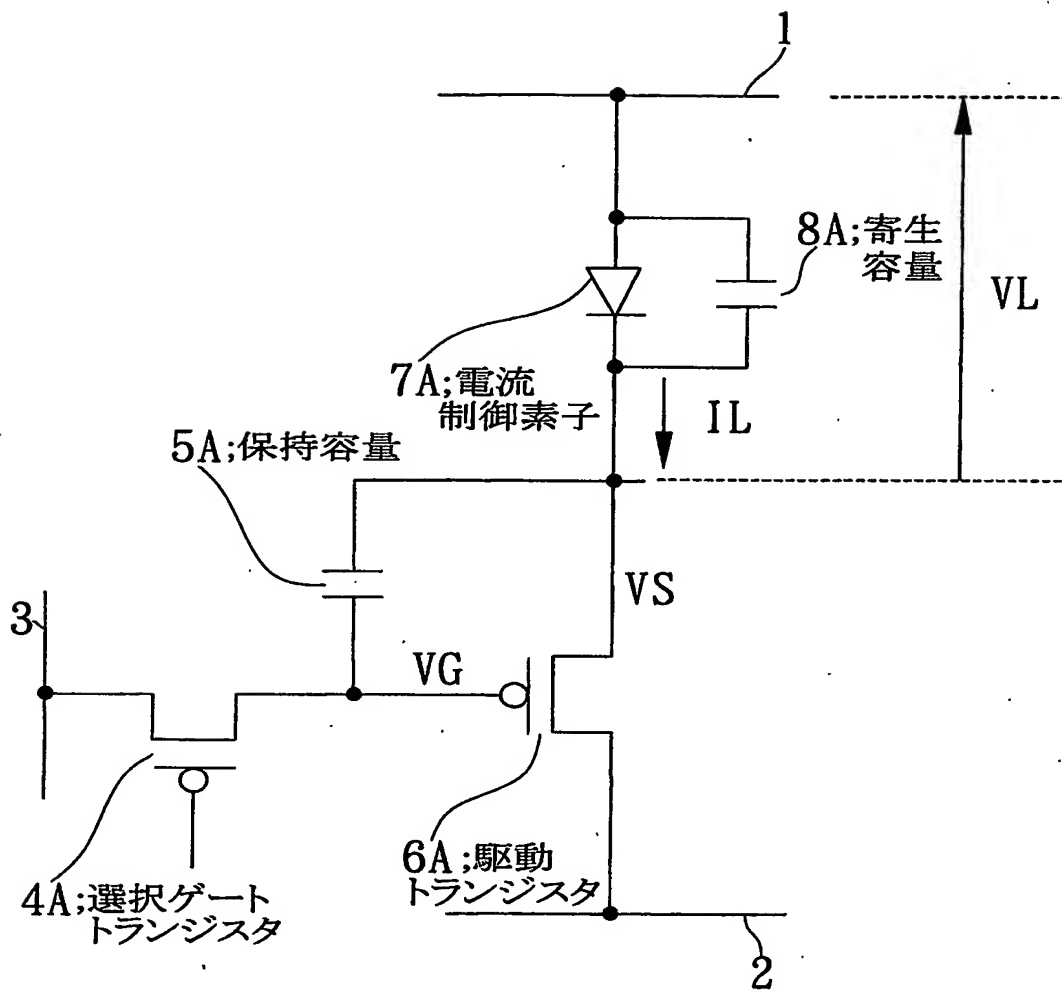 1
8A;寄生
容量
VL
7A;電流
制御素子
IL
5A;保持容量
VS
3
VG
6A;駆動
トランジスタ
4A;選択ゲート
トランジスタ
2